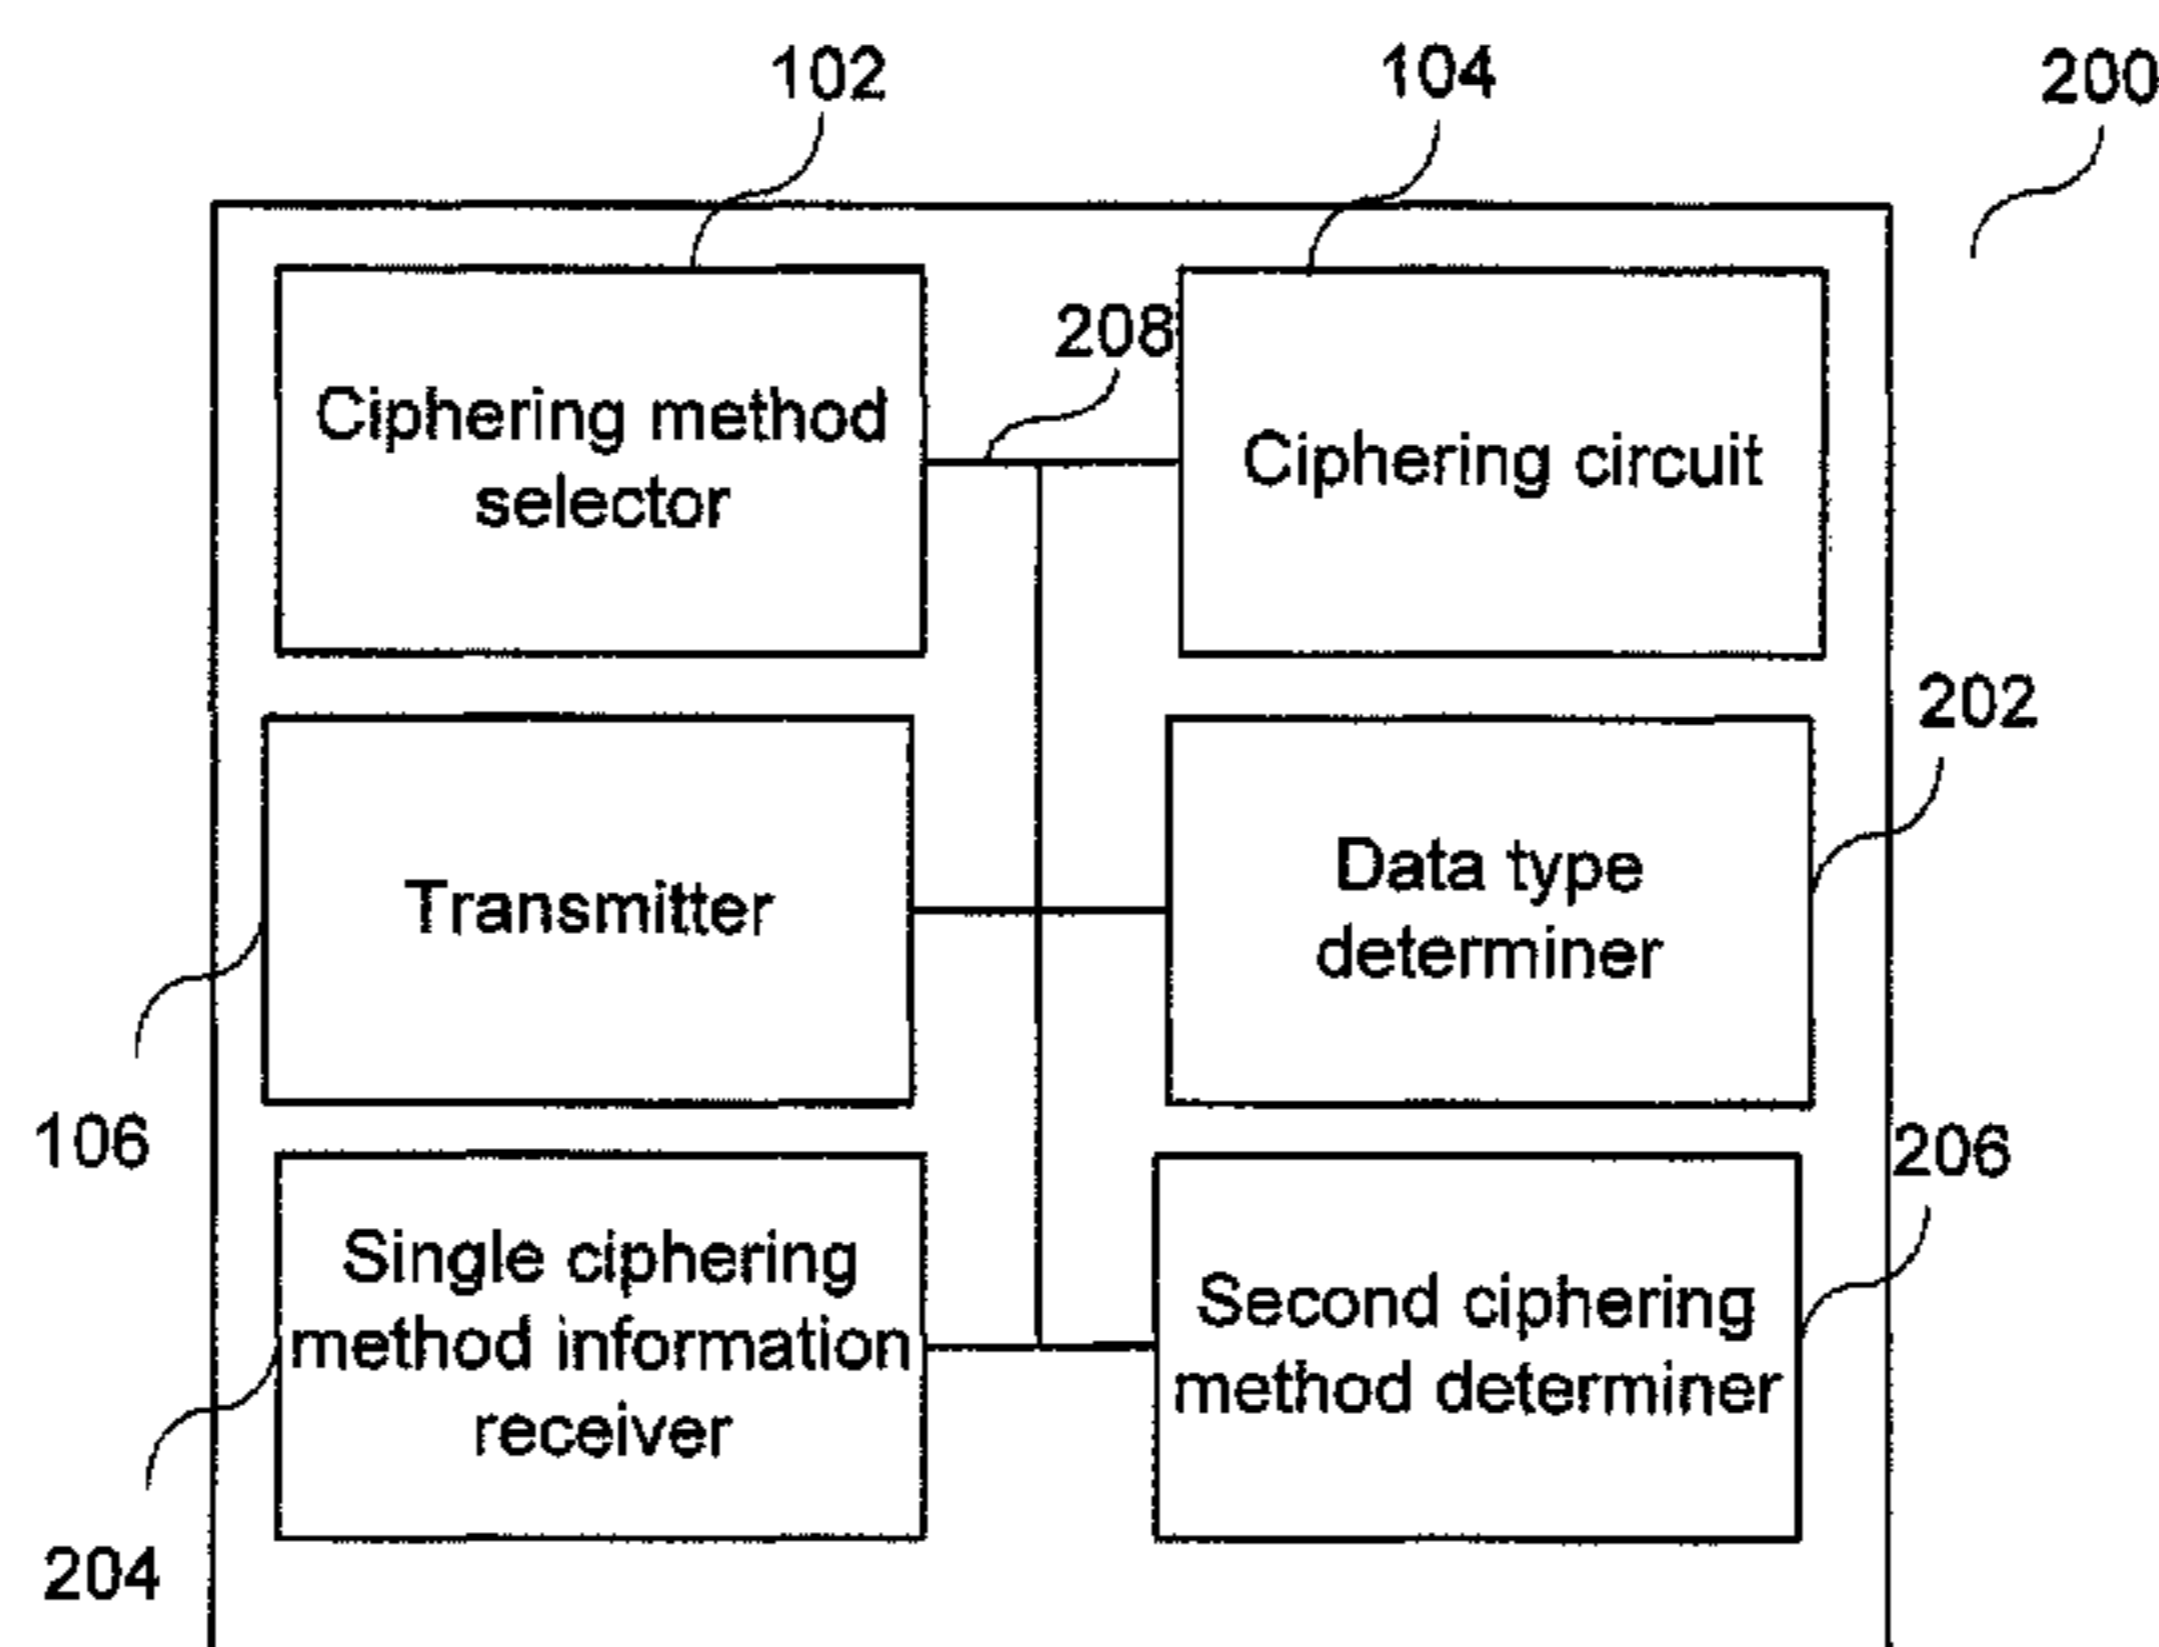 102
104
200
208
Ciphering method
selector
Ciphering circuit
202
Transmitter
Data type
determiner
106
206
Single ciphering
method information
receiver
Second ciphering
method determiner
204